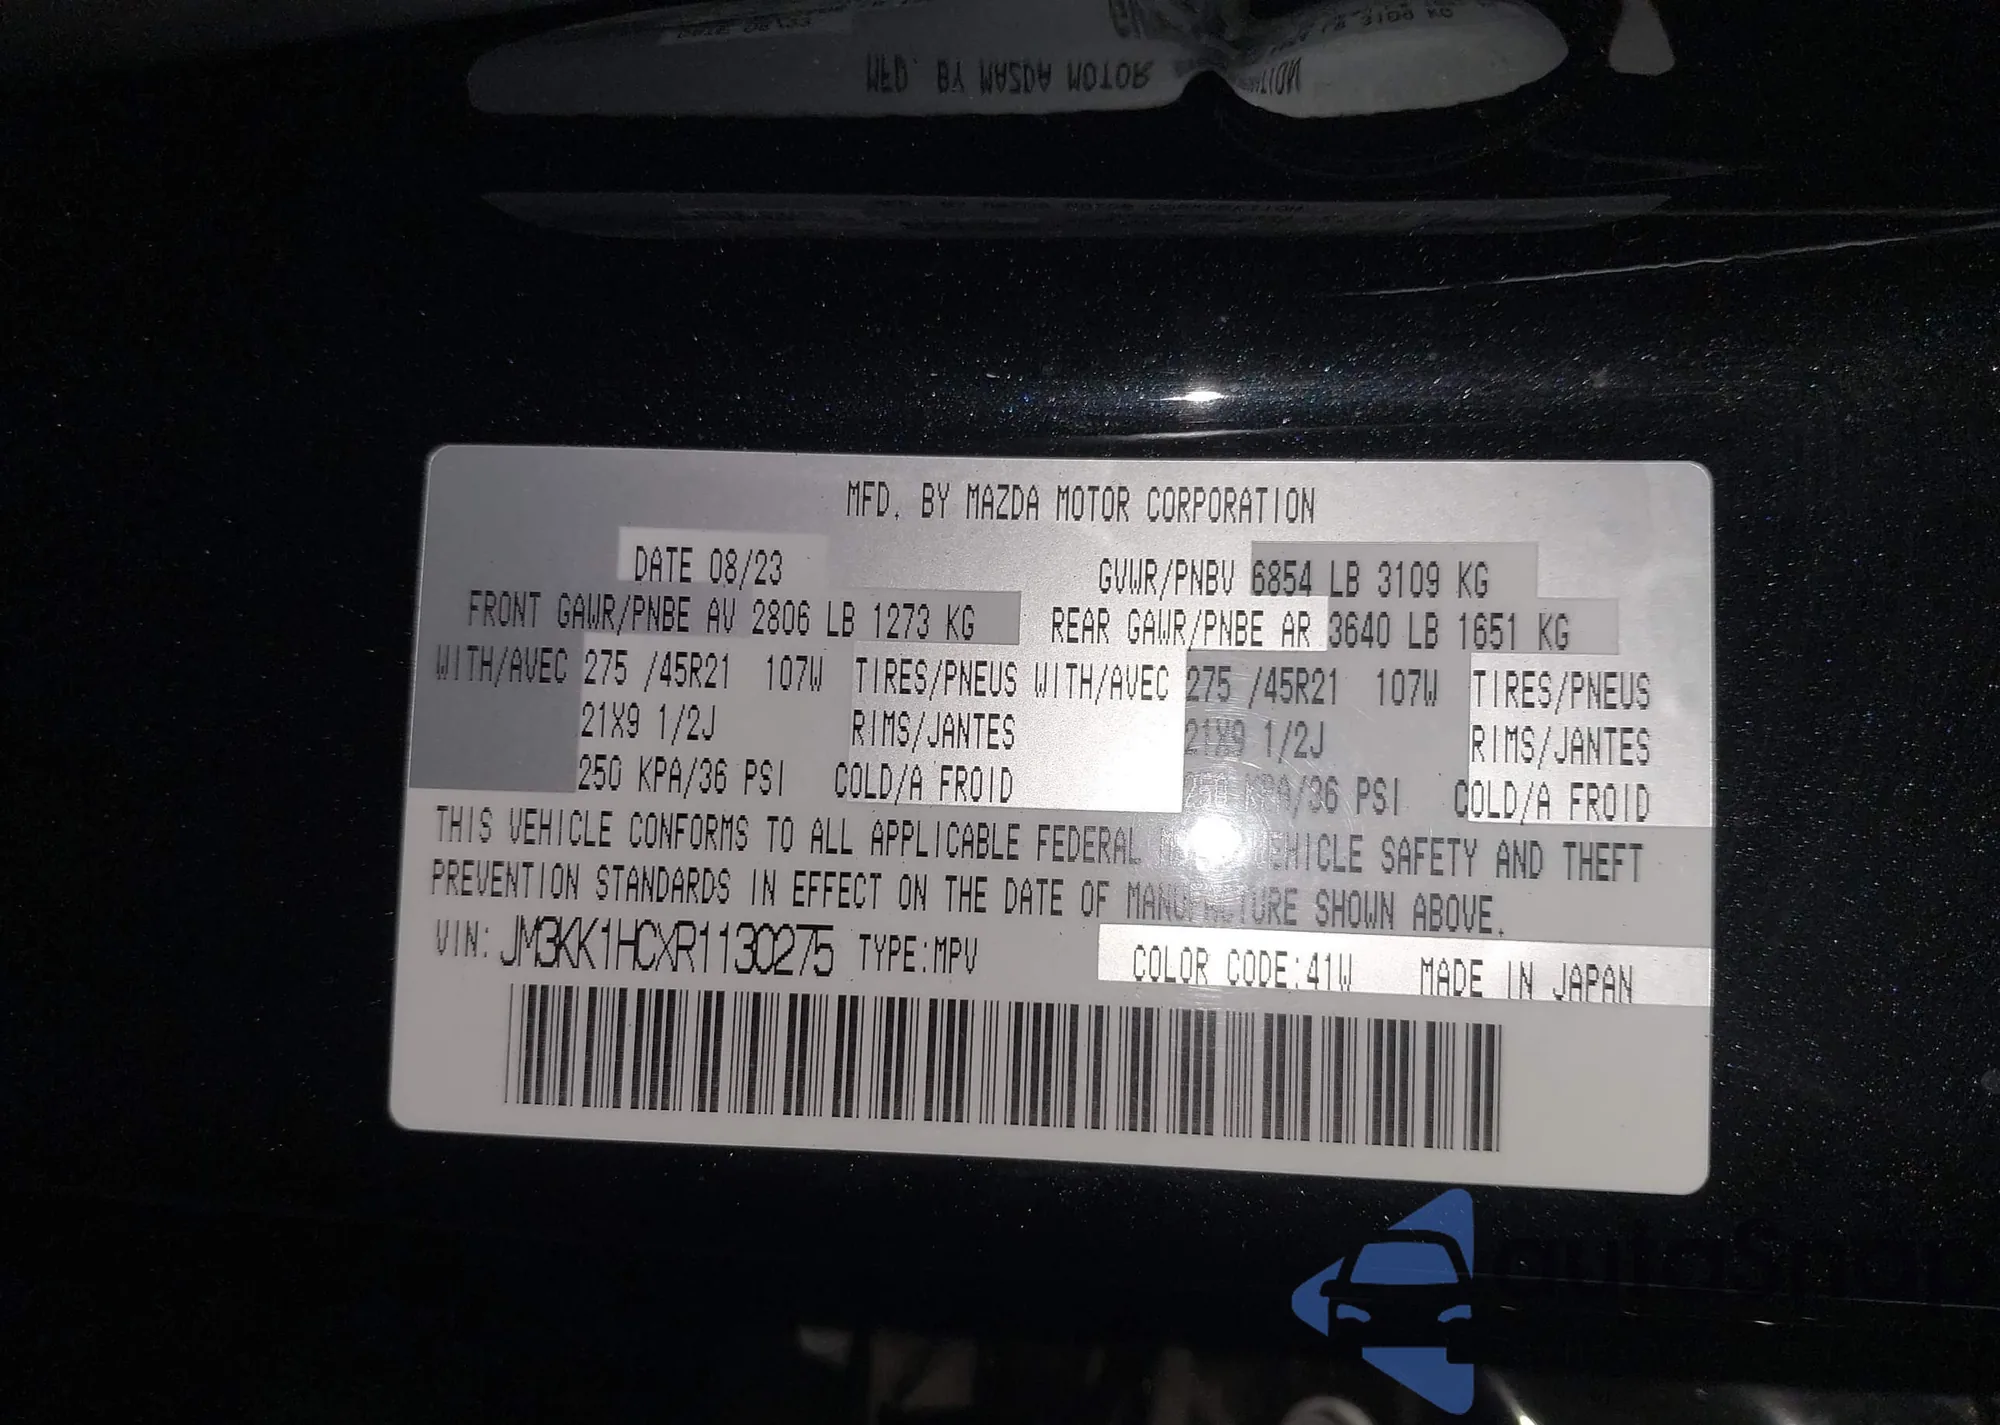 MFD. BY MAZDA MOTOR
MFD. BY MAZDA MOTOR CORPORATION
DATE 08/23 GVWR/PNBV 6854 LB 3109 KG
FRONT GAWR/PNBE AV 2806 LB 1273 KG REAR GAWR/PNBE AR 3640 LB 1651 KG
WITH/AVEC 275 /45R21 107W TIRES/PNEUS WITH/AVEC 275 /45R21 107W TIRES/PNEUS
21X9 1/2J RIMS/JANTES 21X9 1/2J RIMS/JANTES
250 KPA/36 PSI COLD/A FROID 250 KPA/36 PSI COLD/A FROID
THIS VEHICLE CONFORMS TO ALL APPLICABLE FEDERAL VEHICLE SAFETY AND THEFT
PREVENTION STANDARDS IN EFFECT ON THE DATE OF MANUFACTURE SHOWN ABOVE.
VIN: JM3KK1HCXR1130275 TYPE:MPV COLOR CODE:41W MADE IN JAPAN